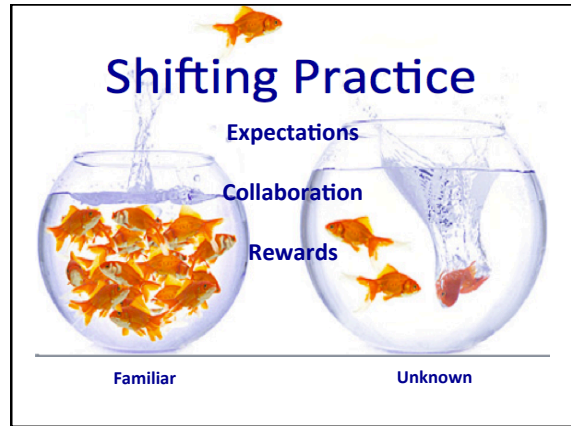 Shifting Practice
Expectations
Collaboration
Rewards
Familiar
Unknown